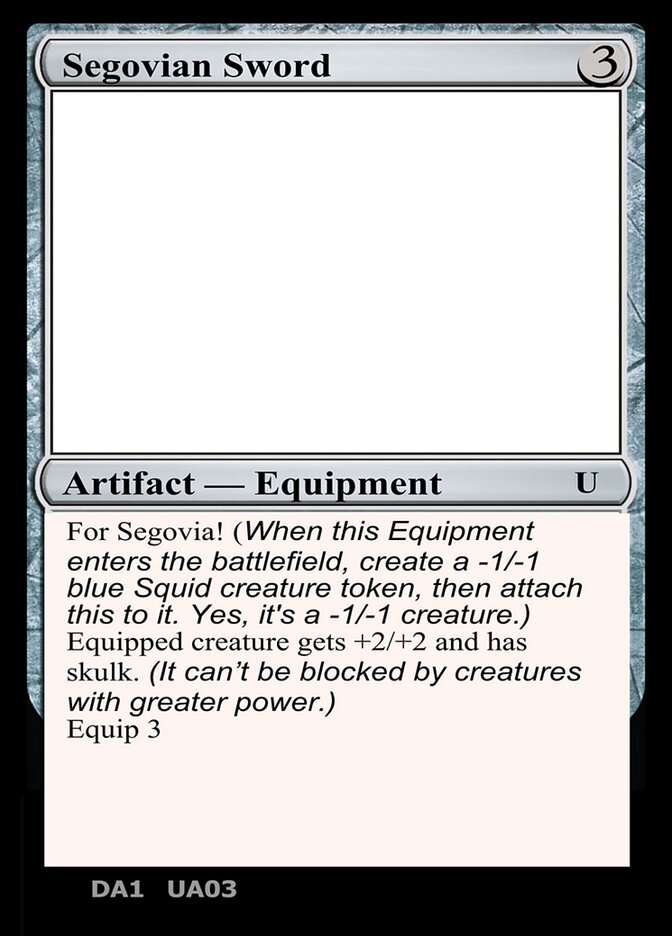 Segovian Sword 3
Artifact — Equipment U
For Segovia! (When this Equipment
enters the battlefield, create a -1/-1
blue Squid creature token, then attach
this to it. Yes, it's a -1/-1 creature.)
Equipped creature gets +2/+2 and has
skulk. (It can’t be blocked by creatures
with greater power.)
Equip 3
DA1 UA03